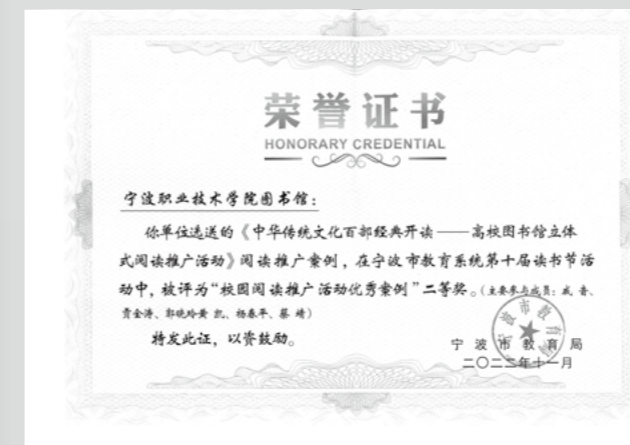 荣誉证书
HONORARY CREDENTIAL
宁波职业技术学院图书馆：
你单位选送的《中华传统文化百部经典开读——高校图书馆立体
式阅读推广活动》阅读推广案例，在宁波市教育系统第十届读书节活
动中，被评为“校园阅读推广活动优秀案例”二等奖。（主要参与成员：
贾金涛、郭晓玲 黄 凯、杨春平、蔡 靖）
特发此证，以资鼓励。
宁波市教育局
二〇二二年十一月